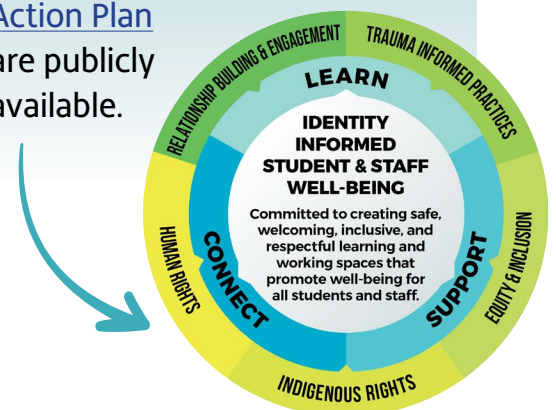 Action Plan
are publicly
available.
RELATIONSHIP BUILDING & ENGAGEMENT
TRAUMA INFORMED PRACTICES
LEARN
IDENTITY
INFORMED
STUDENT & STAFF
WELL-BEING
Committed to creating safe,
welcoming, inclusive, and
respectful learning and
working spaces that
promote well-being for
all students and staff.
CONNECT
SUPPORT
HUMAN RIGHTS
EQUITY & INCLUSION
INDIGENOUS RIGHTS